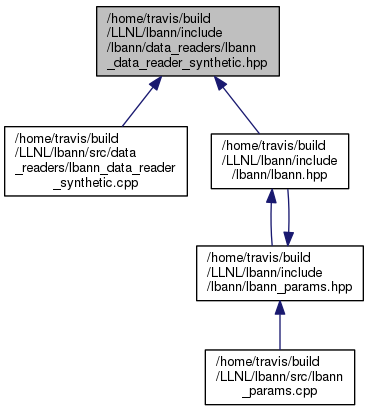 /home/travis/build
/LLNL/lbann/include
/lbann/data_readers/lbann
_data_reader_synthetic.hpp
/home/travis/build
/LLNL/lbann/src/data
_readers/lbann_data_reader
_synthetic.cpp
/home/travis/build
/LLNL/lbann/include
/lbann/lbann.hpp
/home/travis/build
/LLNL/lbann/include
/lbann/lbann_params.hpp
/home/travis/build
/LLNL/lbann/src/lbann
_params.cpp